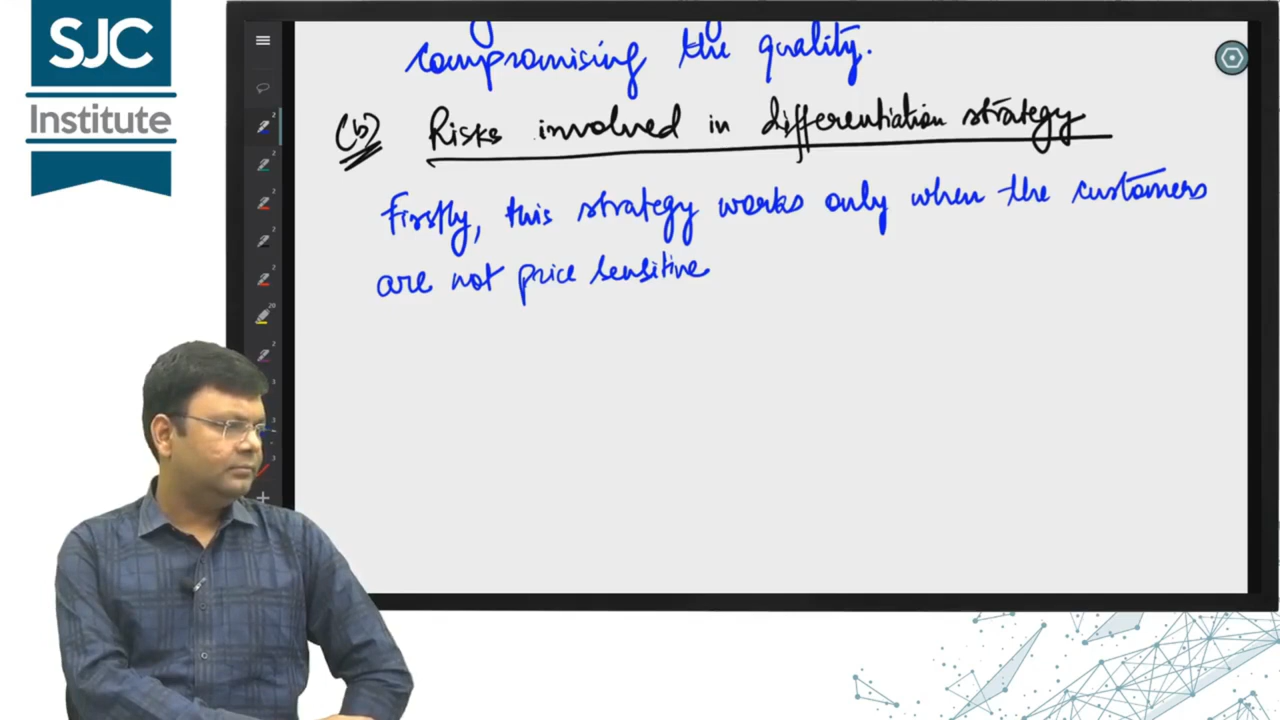 SJC
Institute
compromising the quality.
(b) Risks involved in differentiation strategy
Firstly, this strategy works only when the customers
are not price sensitive